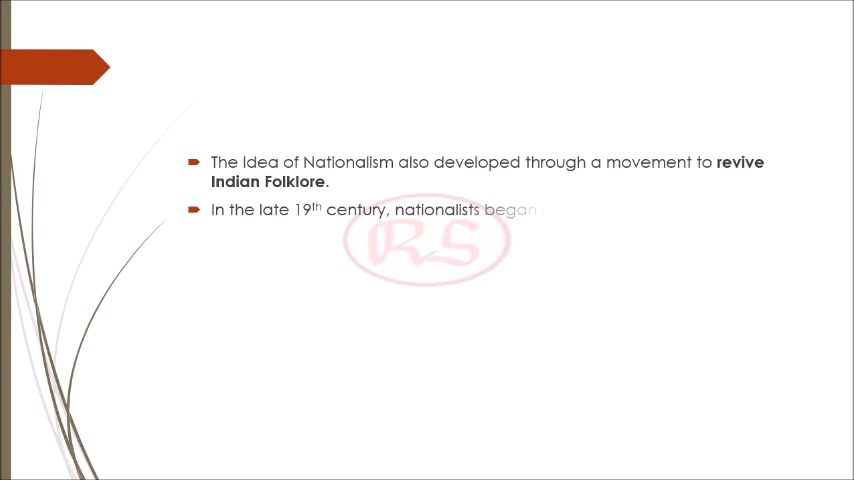 The Idea of Nationalism also developed through a movement to revive
Indian Folklore.
In the late 19th century, nationalists began
RS